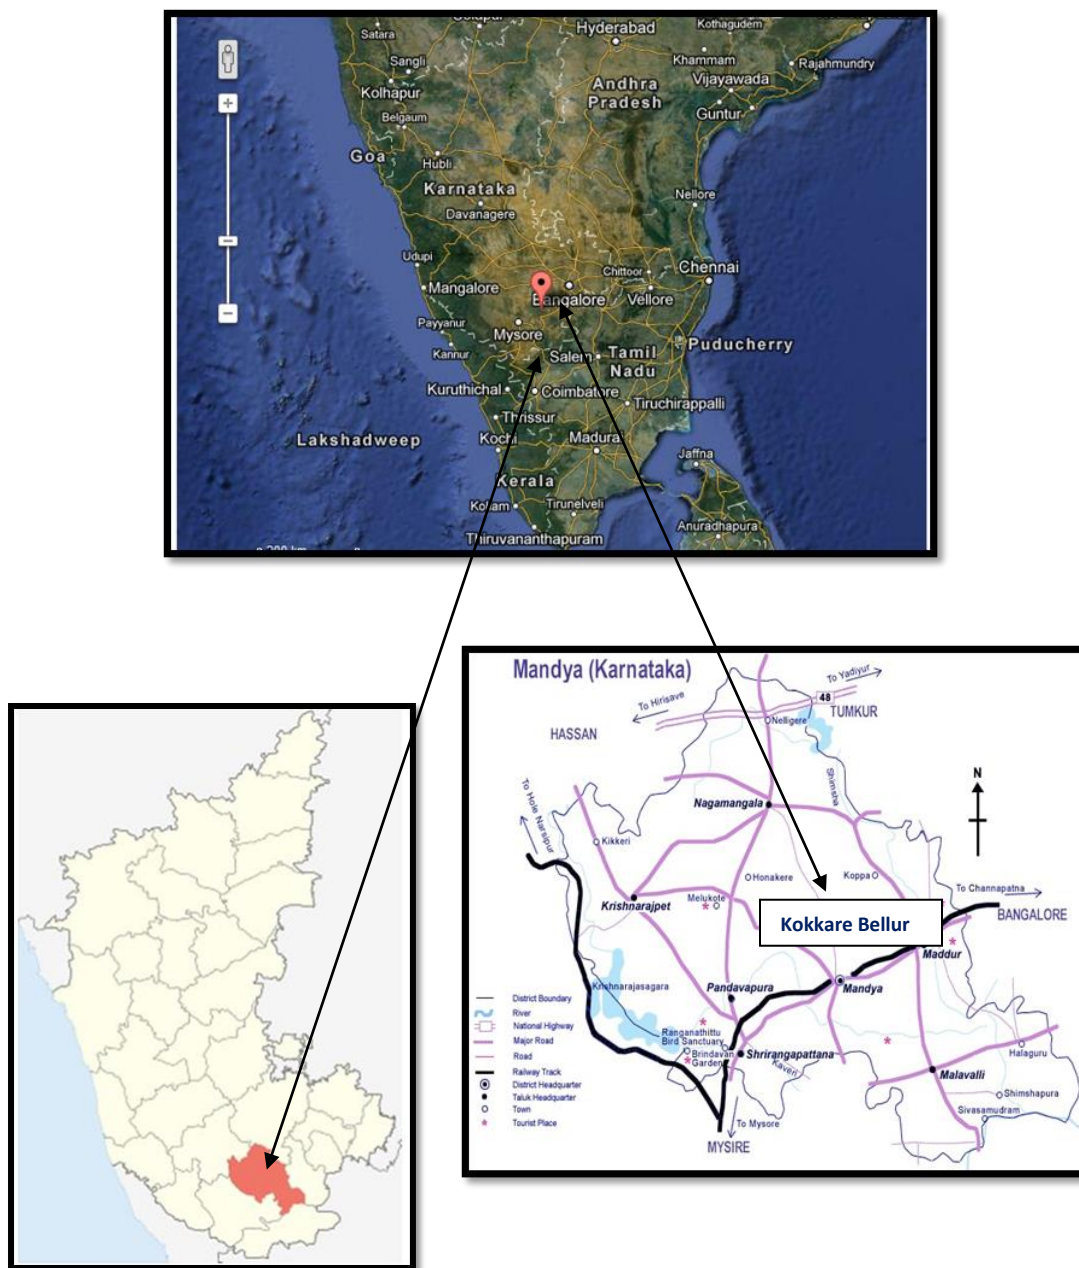 Solapur
Satara
Hyderabad
Kothagudem
Sangli
Khammam
Rajahmundry
Kolhapur
Andhra
Pradesh
Vijayawada
Belgaum
Guntur
Goa
Hubli
Karnataka
Nellore
Davanagere
Udupi
Chittoor
Chennai
Mangalore
Bangalore
Vellore
Payyanur
Mysore
Puducherry
Kannur
Salem
Tamil
Nadu
Kuruthichal
Coimbatore
Tiruchirappalli
Thrissur
Lakshadweep
Kochi
Madurai
Jaffna
Kerala
Kollam
Tirunelveli
Anuradhapura
Thiruvananthapuram
200 km
Mandya (Karnataka)
To Yadiyur
To Hirisave
48
TUMKUR
HASSAN
Nelligere
Shimsha
N
To Hole Narsipur
Nagamangala
Kikkeri
Honakere
Koppa
To Channapatna
Melukote
BANGALORE
Krishnarajpet
Kokkare Bellur
Maddur
Krishnarajasagara
Pandavapura
Mandya
District Boundary
River
National Highway
Major Road
Road
Railway Track
District Headquarter
Taluk Headquarter
Town
Tourist Place
Ranganathittu
Bird Sanctuary
Brindavan
Garden
Shrirangapattana
Kaveri
Halaguru
Malavalli
Shimshapura
Sivasamudram
To Mysore
MYSIRE